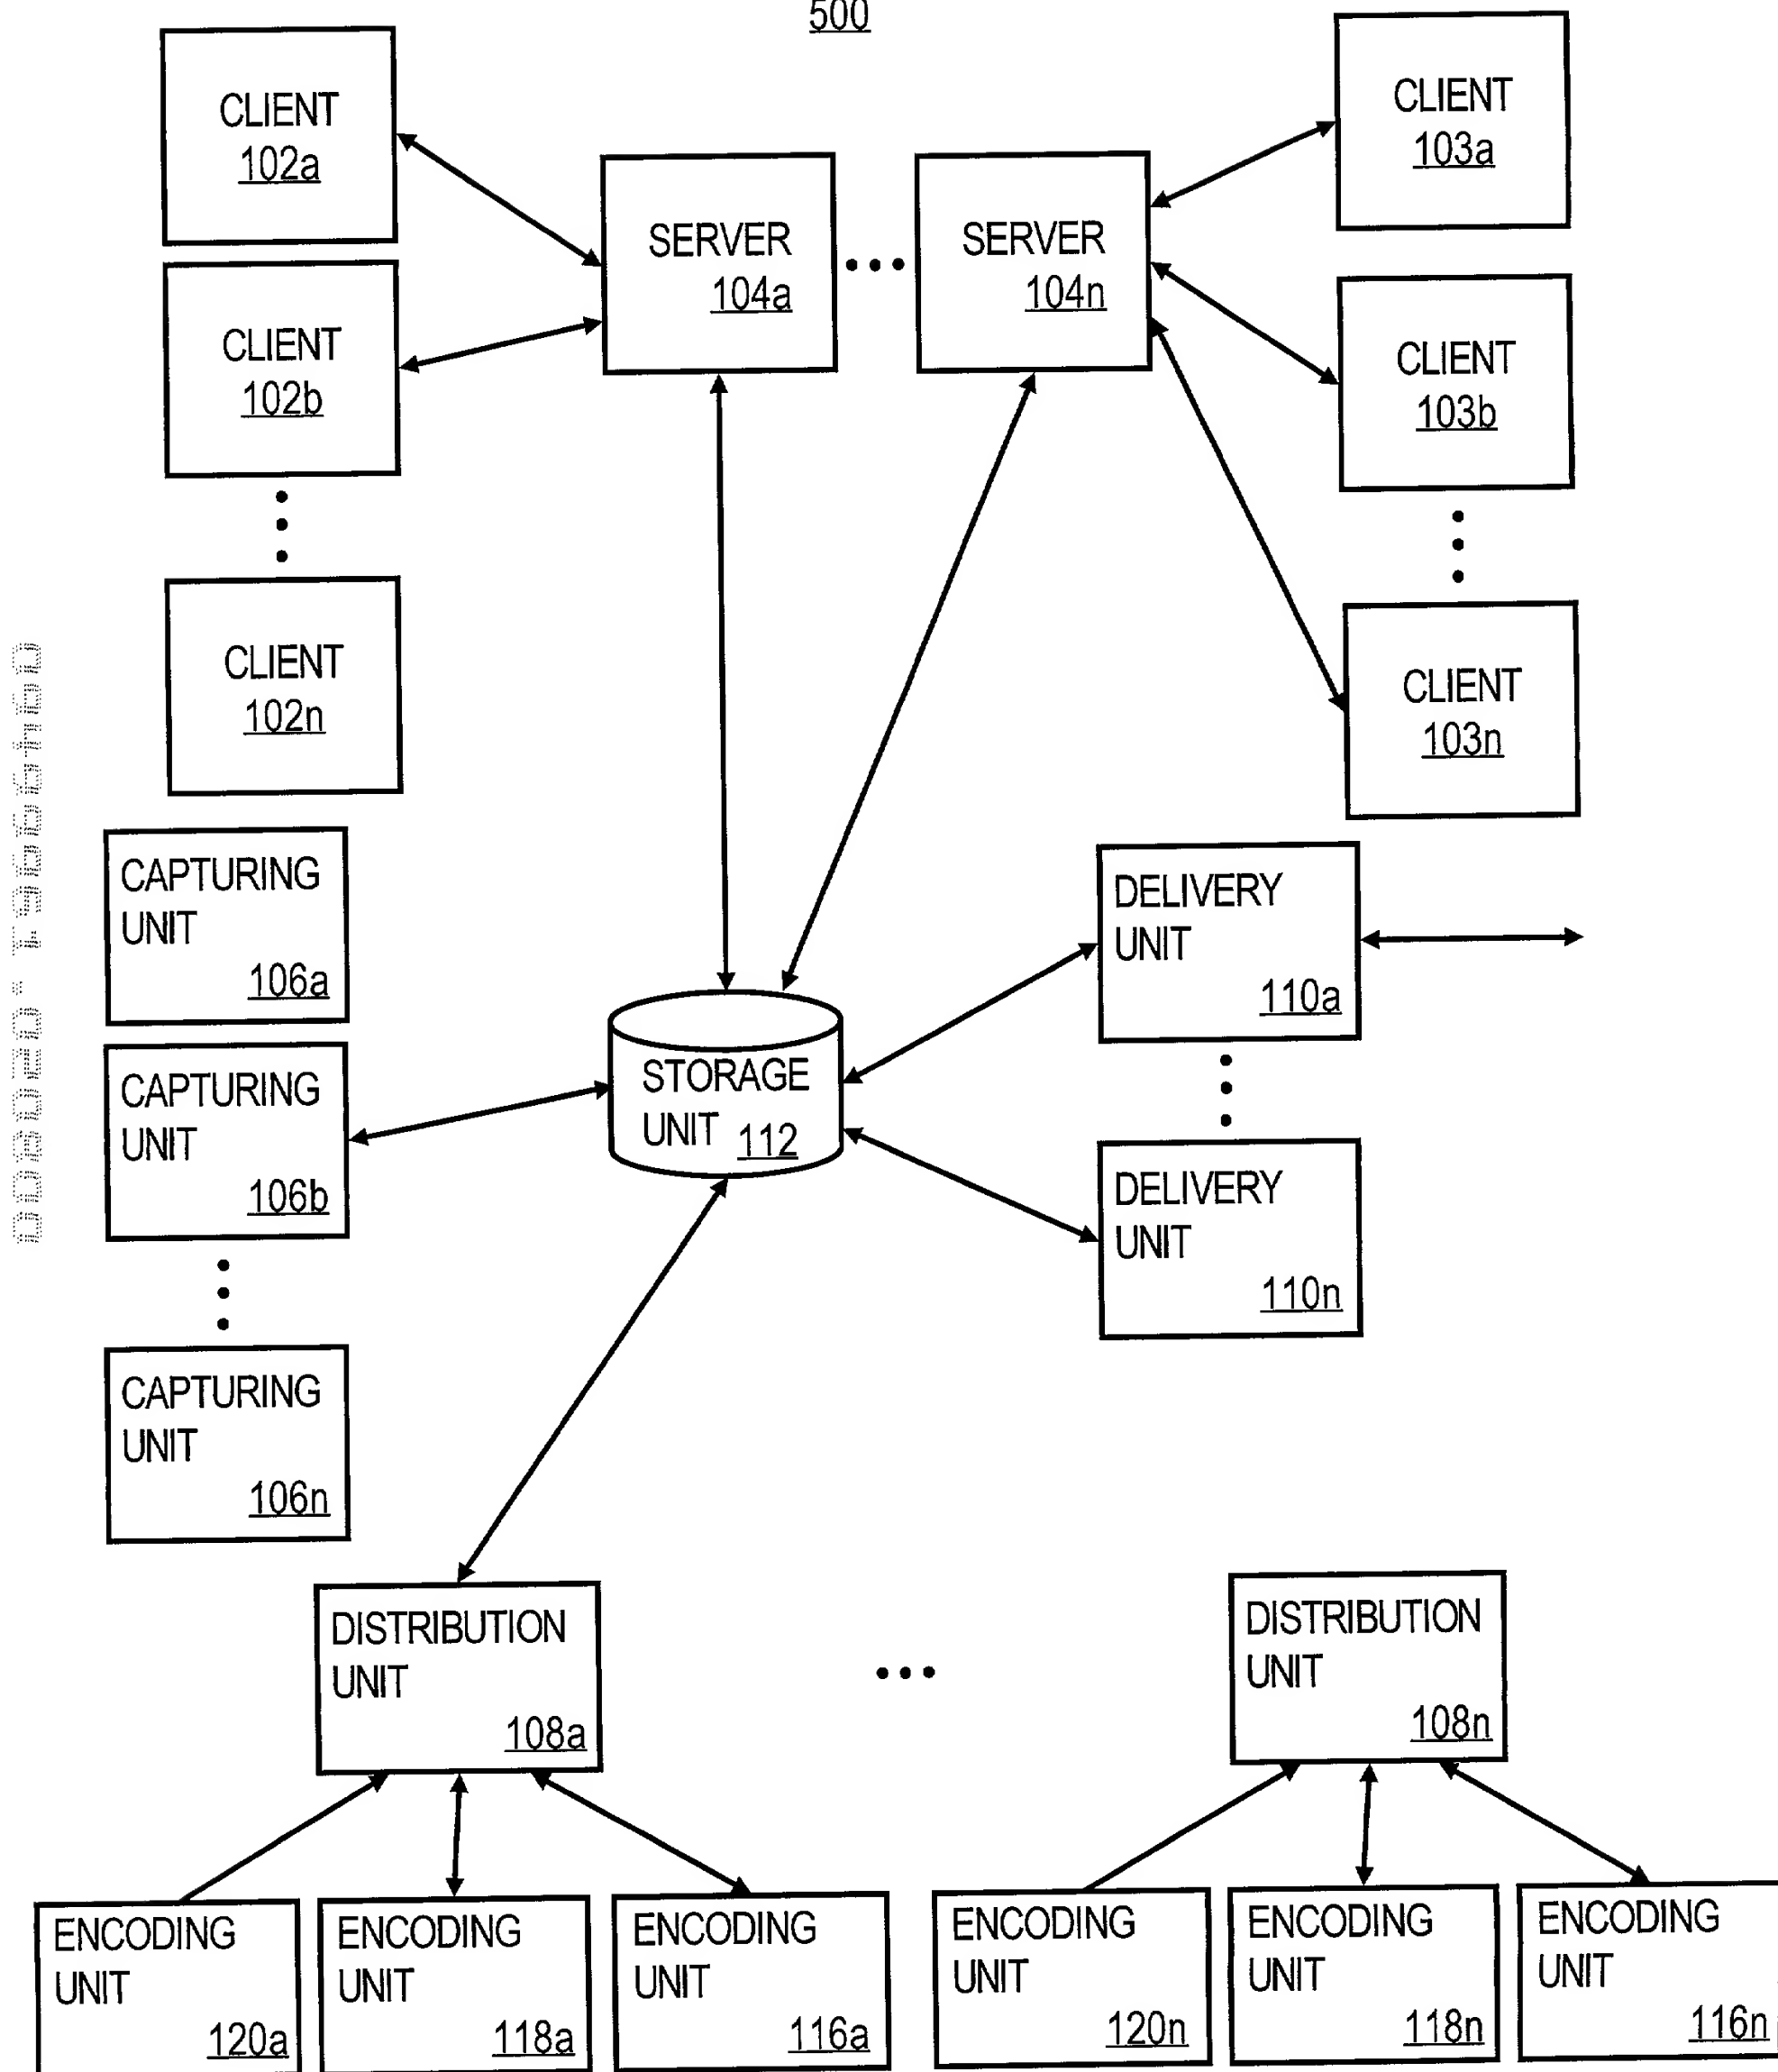 500
CLIENT
102a
CLIENT
102b
CLIENT
102n
SERVER
104a
SERVER
104n
CLIENT
103a
CLIENT
103b
CLIENT
103n
CAPTURING
UNIT
106a
CAPTURING
UNIT
106b
CAPTURING
UNIT
106n
STORAGE
UNIT 112
DELIVERY
UNIT
110a
DELIVERY
UNIT
110n
DISTRIBUTION
UNIT
108a
DISTRIBUTION
UNIT
108n
ENCODING
UNIT
120a
ENCODING
UNIT
118a
ENCODING
UNIT
116a
ENCODING
UNIT
120n
ENCODING
UNIT
118n
ENCODING
UNIT
116n